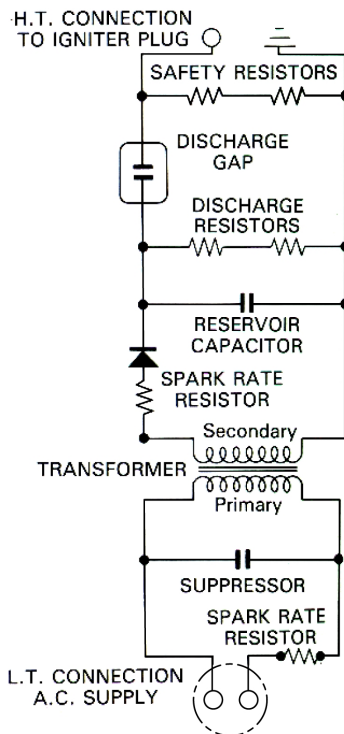 H.T. CONNECTION
TO IGNITER PLUG
SAFETY RESISTORS
DISCHARGE
GAP
DISCHARGE
RESISTORS
RESERVOIR
CAPACITOR
SPARK RATE
RESISTOR
Secondary
TRANSFORMER
Primary
SUPPRESSOR
SPARK RATE
RESISTOR
L.T. CONNECTION
A.C. SUPPLY